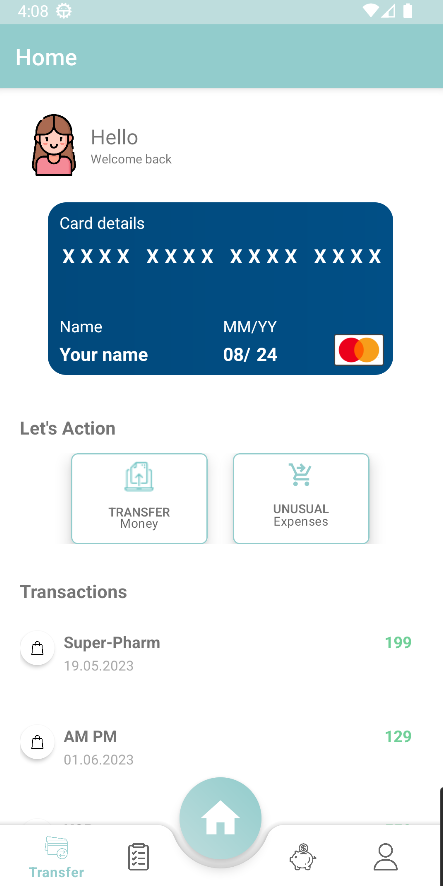 4:08
Home
Hello
Welcome back
Card details
XXXX XXXX XXXX XXXX
Name MM/YY
Your name 08/ 24
Let's Action
TRANSFER
Money
UNUSUAL
Expenses
Transactions
Super-Pharm 199
19.05.2023
AM PM 129
01.06.2023
Transfer